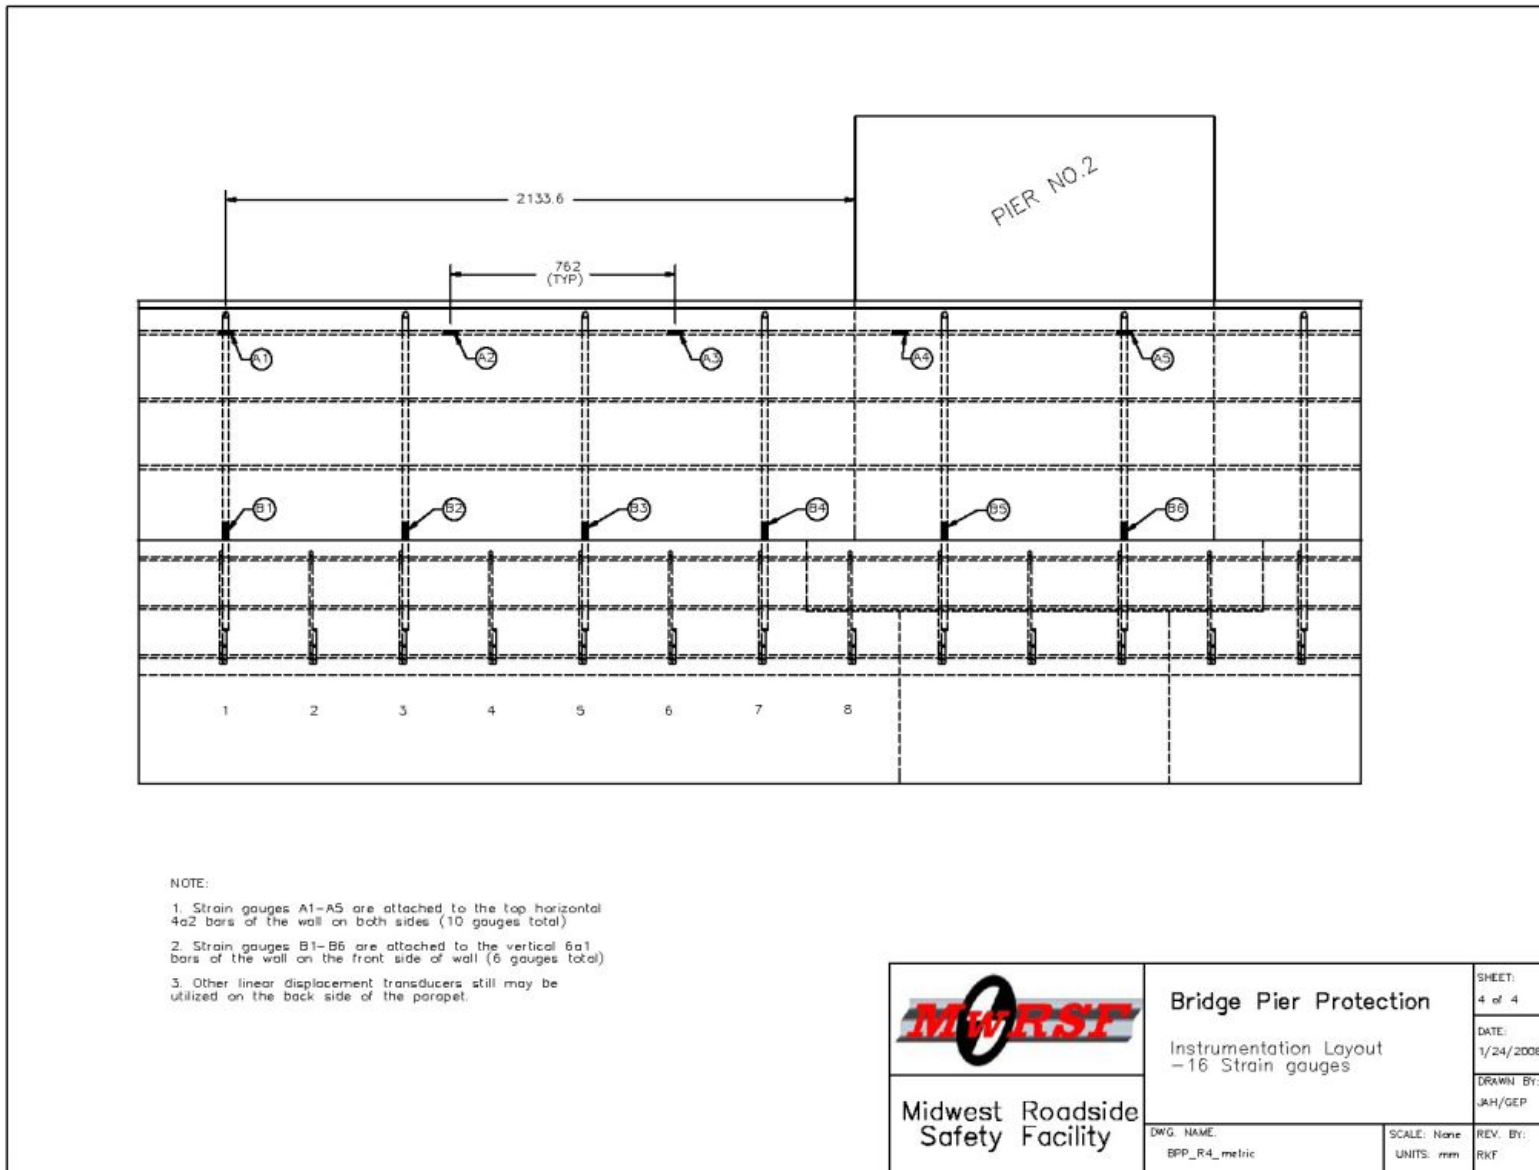 PIER NO.2
2133.6
762
(TYP)
A1
A2
A3
A4
A5
B1
B2
B3
B4
B5
B6
1 2 3 4 5 6 7 8
NOTE:
1. Strain gauges A1-A5 are attached to the top horizontal
4a2 bars of the wall on both sides (10 gauges total)
2. Strain gauges B1-B6 are attached to the vertical 6a1
bars of the wall on the front side of wall (6 gauges total)
3. Other linear displacement transducers still may be
utilized on the back side of the parapet.
MwRSF
Midwest Roadside
Safety Facility
Bridge Pier Protection
Instrumentation Layout
-16 Strain gauges
DWG. NAME.
BPP_R4_metric
SCALE: None
UNITS: mm
SHEET:
4 of 4
DATE:
1/24/2008
DRAWN BY:
JAH/GEP
REV. BY:
RKF